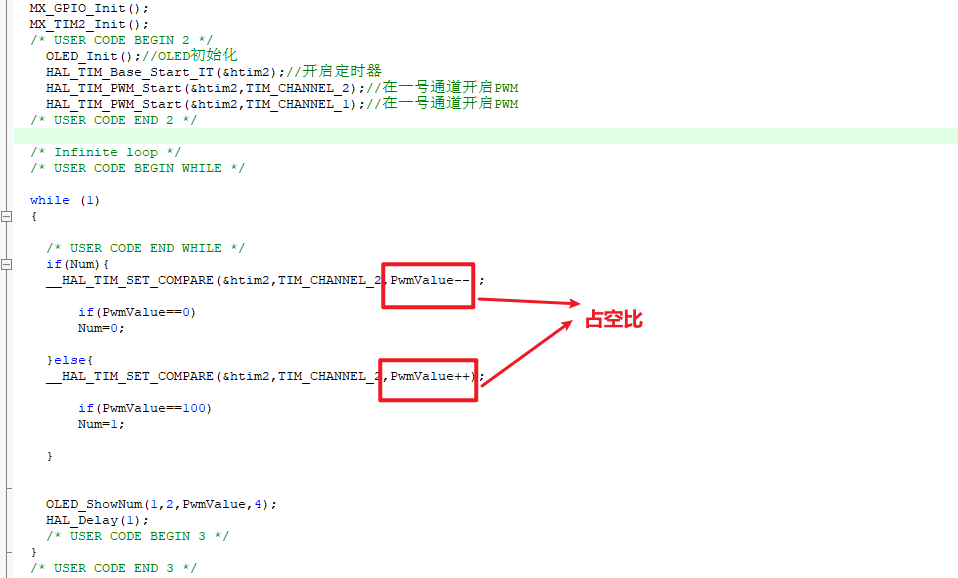 MX_GPIO_Init();
MX_TIM2_Init();
/* USER CODE BEGIN 2 */
OLED_Init();//OLED初始化
HAL_TIM_Base_Start_IT(&htim2);//开启定时器
HAL_TIM_PWM_Start(&htim2,TIM_CHANNEL_2);//在一号通道开启PWM
HAL_TIM_PWM_Start(&htim2,TIM_CHANNEL_1);//在一号通道开启PWM
/* USER CODE END 2 */
/* Infinite loop */
/* USER CODE BEGIN WHILE */
while (1)
{
/* USER CODE END WHILE */
if(Num){
__HAL_TIM_SET_COMPARE(&htim2,TIM_CHANNEL_2,PwmValue--);
if(PwmValue==0)
Num=0;
占空比
}else{
__HAL_TIM_SET_COMPARE(&htim2,TIM_CHANNEL_2,PwmValue++);
if(PwmValue==100)
Num=1;
}
OLED_ShowNum(1,2,PwmValue,4);
HAL_Delay(1);
/* USER CODE BEGIN 3 */
}
/* USER CODE END 3 */